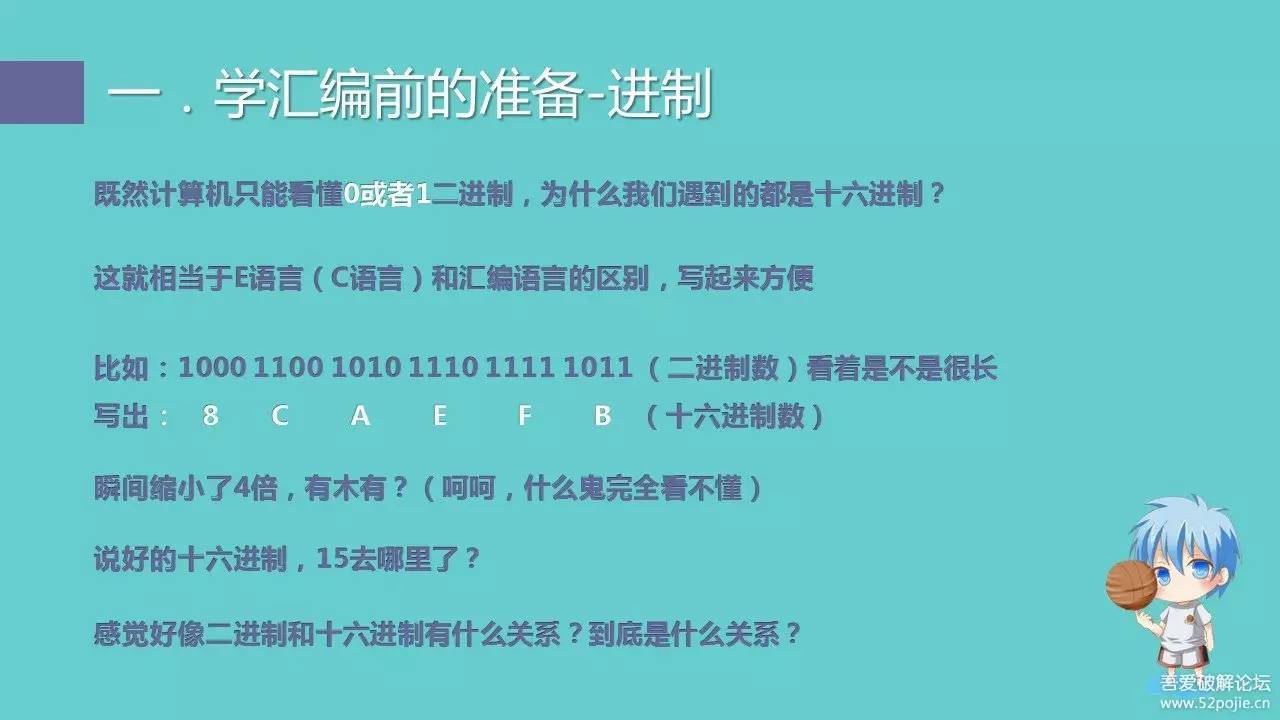 一．学汇编前的准备-进制
既然计算机只能看懂0或者1二进制，为什么我们遇到的都是十六进制？
这就相当于E语言（C语言）和汇编语言的区别，写起来方便
比如：1000 1100 1010 1110 1111 1011（二进制数）看着是不是很长
写出： 8 C A E F B （十六进制数）
瞬间缩小了4倍，有木有？（呵呵，什么鬼完全看不懂）
说好的十六进制，15去哪里了？
感觉好像二进制和十六进制有什么关系？到底是什么关系？
吾爱破解论坛
www.52pojie.cn